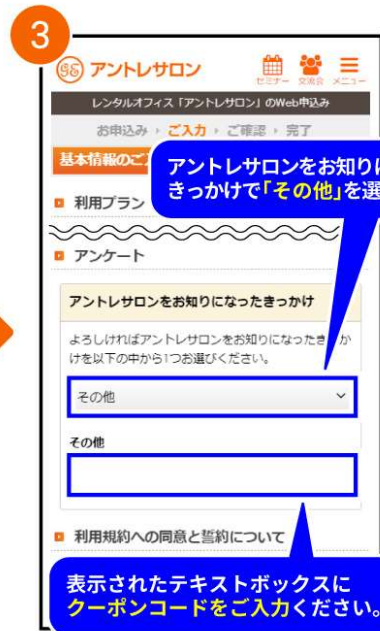 3
アントレサロン
セミナー 交流会 メニュー
レンタルオフィス「アントレサロン」のWeb申込み
お申込み › ご入力 › ご確認 › 完了
基本情報のご
アントレサロンをお知りに
きっかけで「その他」を選
利用プラン
アンケート
アントレサロンをお知りになったきっかけ
よろしければアントレサロンをお知りになったき か
けを以下の中から1つお選びください。
その他
その他
利用規約への同意と誓約について
表示されたテキストボックスに
クーポンコードをご入力ください。